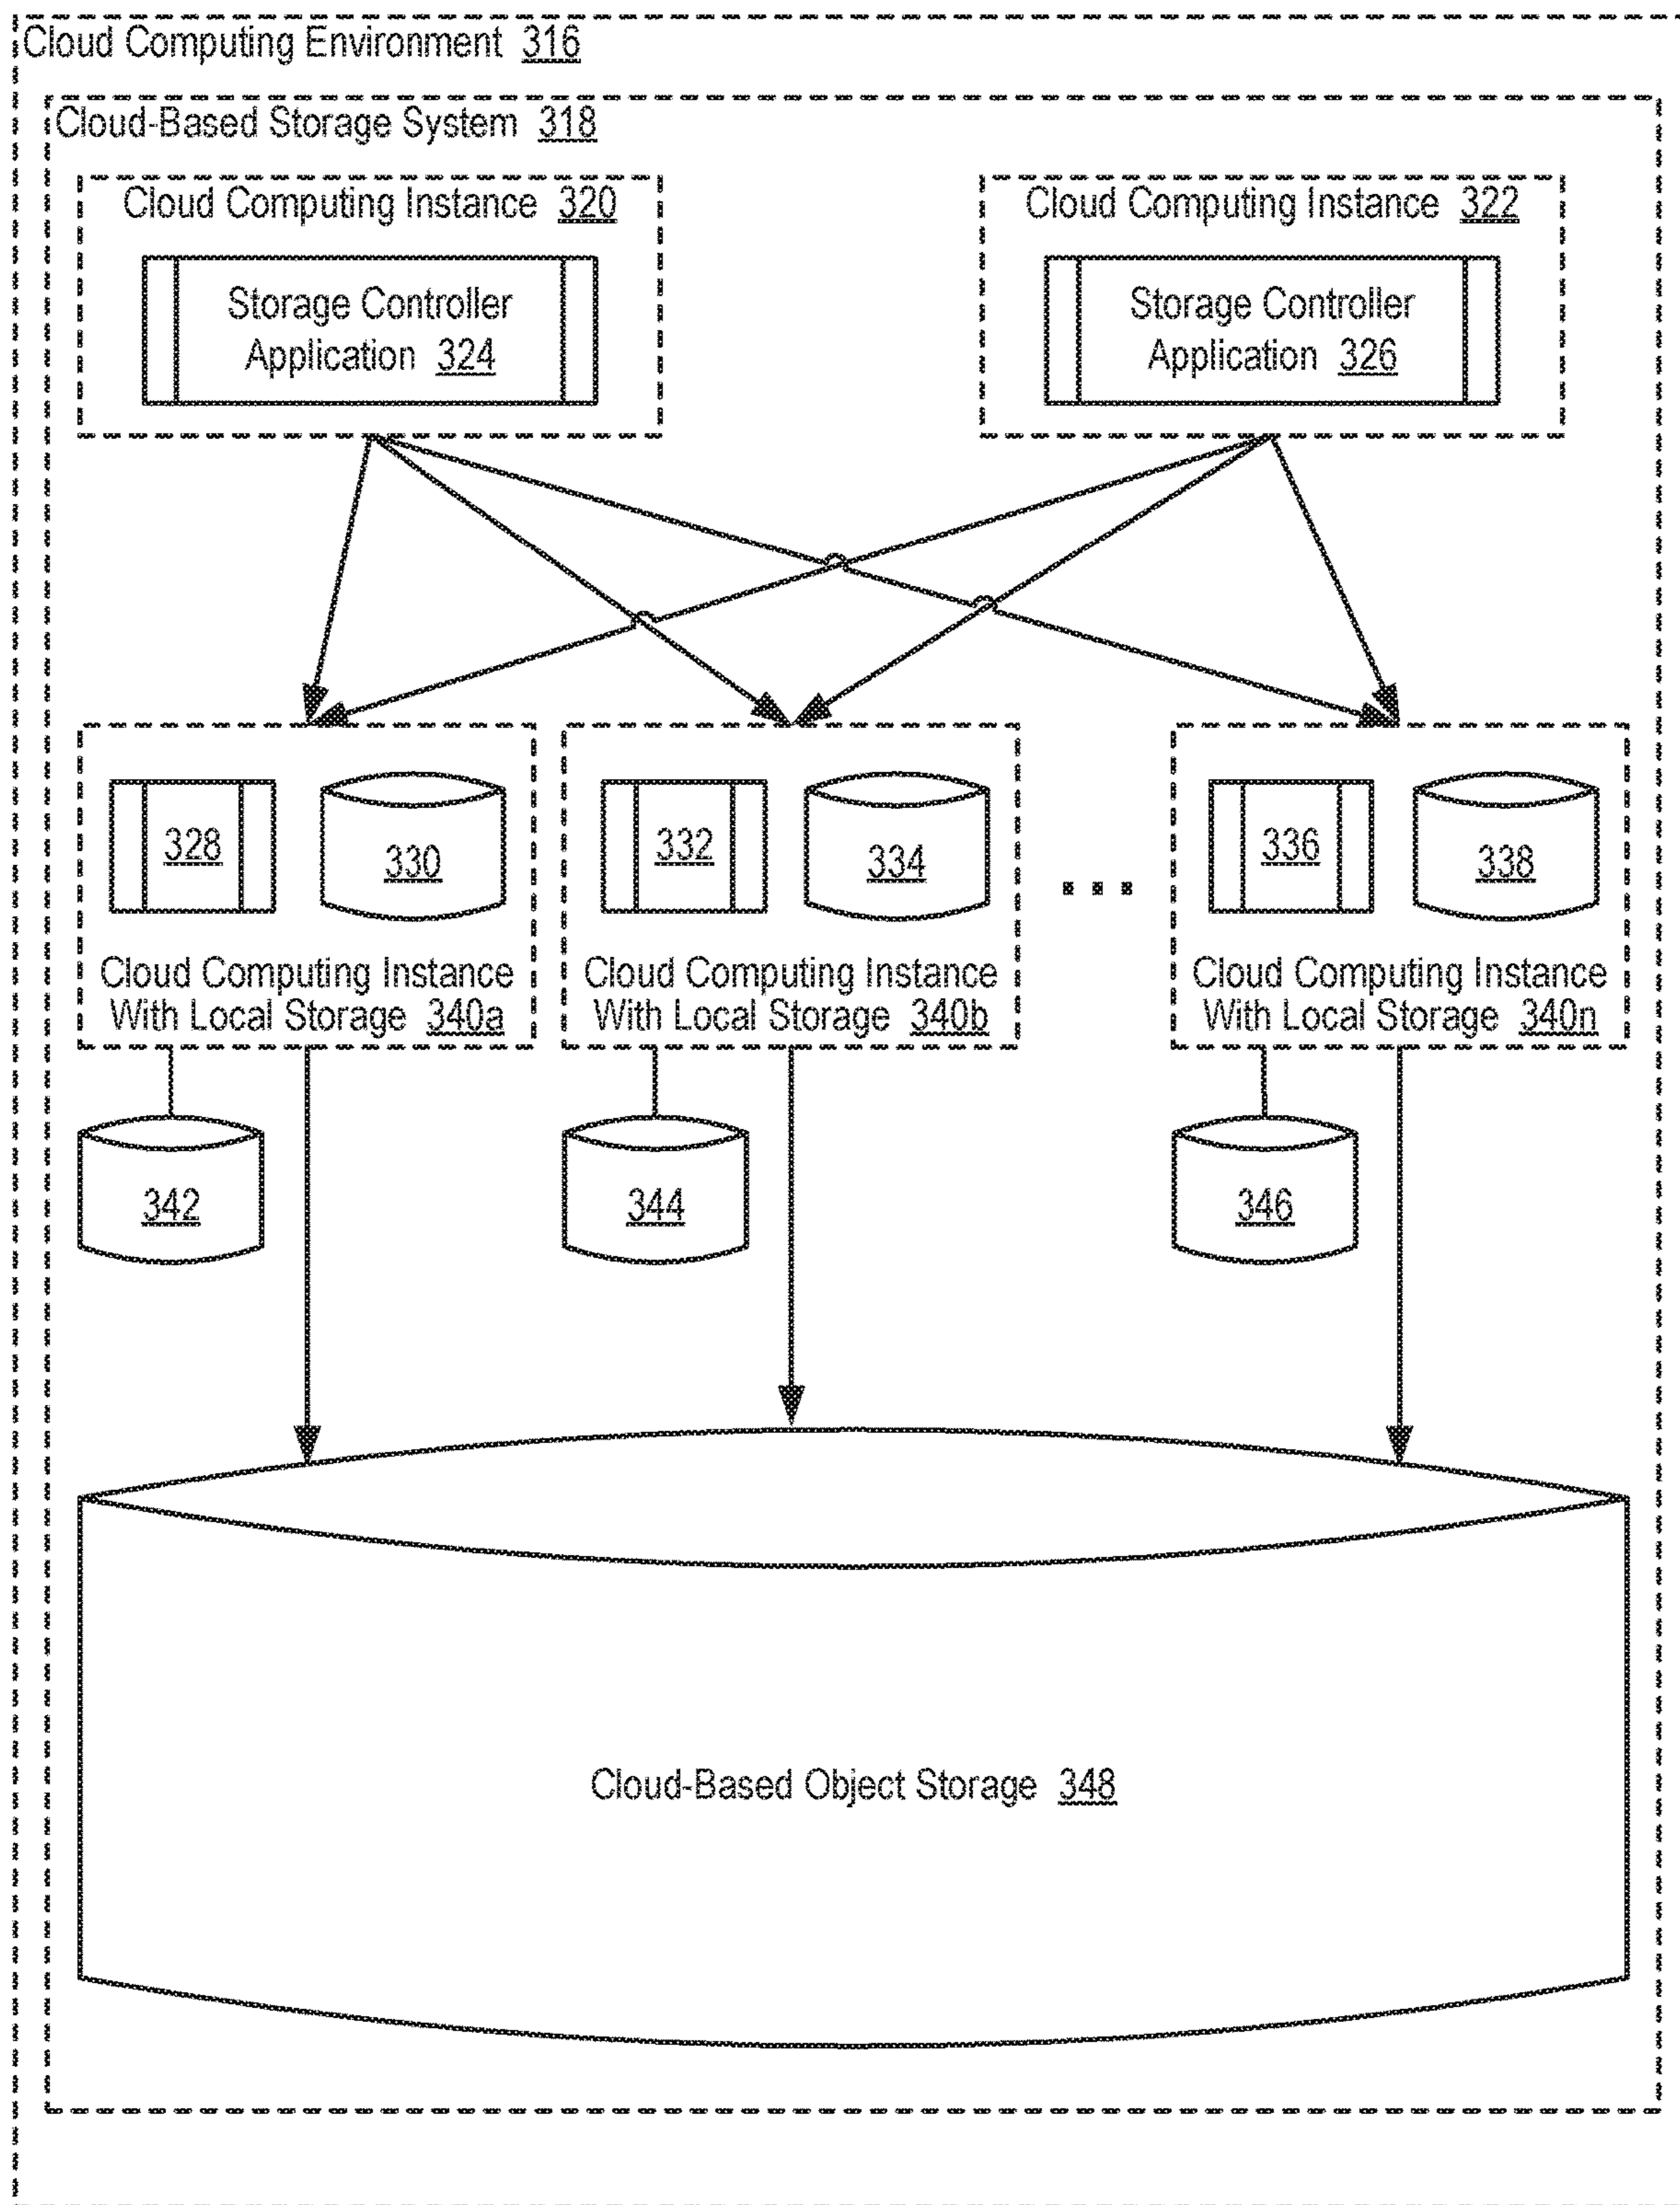 Cloud Computing Environment 316
Cloud-Based Storage System 318
Cloud Computing Instance 320
Storage Controller
Application 324
Cloud Computing Instance 322
Storage Controller
Application 326
328
330
Cloud Computing Instance
With Local Storage 340a
332
334
Cloud Computing Instance
With Local Storage 340b
...
336
338
Cloud Computing Instance
With Local Storage 340n
342
344
346
Cloud-Based Object Storage 348